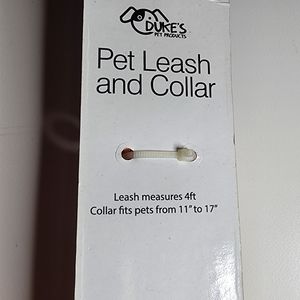 DUKE'S
PET PRODUCTS
Pet Leash
and Collar
Leash measures 4ft
Collar fits pets from 11" to 17"